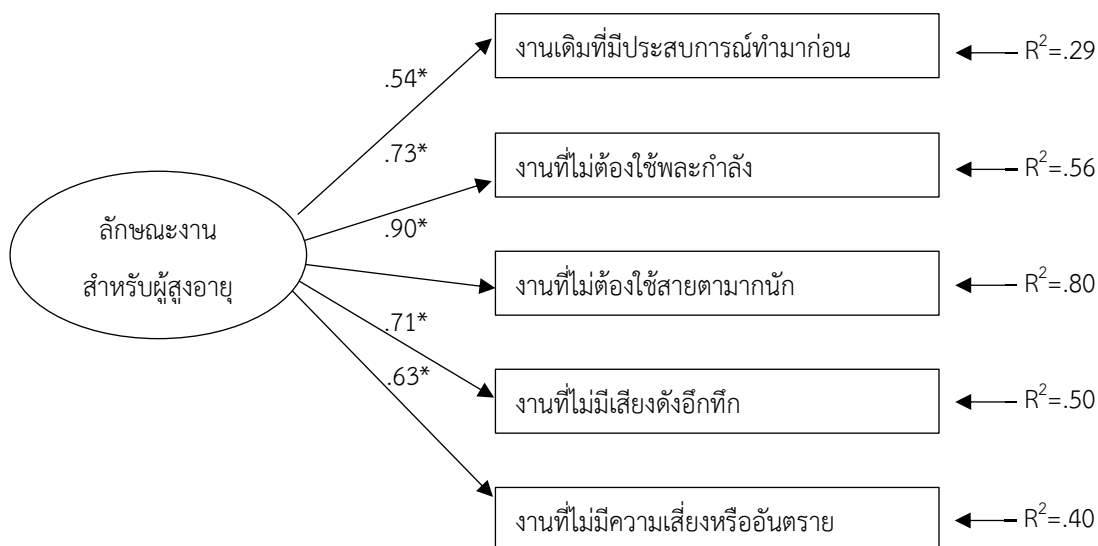 งานเดิมที่มีประสบการณ์ทำมาก่อน
R²=.29
.54*
.73*
งานที่ไม่ต้องใช้พละกำลัง
R²=.56
ลักษณะงาน
สำหรับผู้สูงอายุ
.90*
งานที่ไม่ต้องใช้สายตามากนัก
R²=.80
.71*
.63*
งานที่ไม่มีเสียงดังอึกทึก
R²=.50
งานที่ไม่มีความเสี่ยงหรืออันตราย
R²=.40